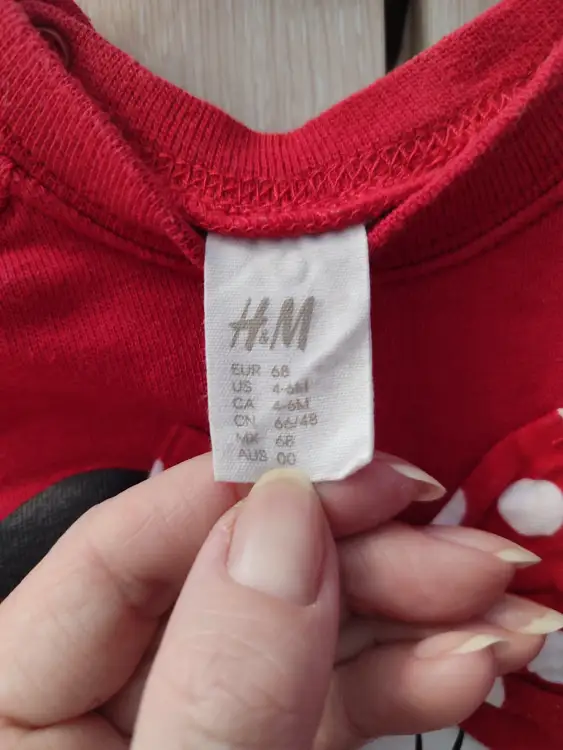 H&M
EUR 68
US 4-6M
CA 4-6M
CN 66/48
MX 68
AUS 00